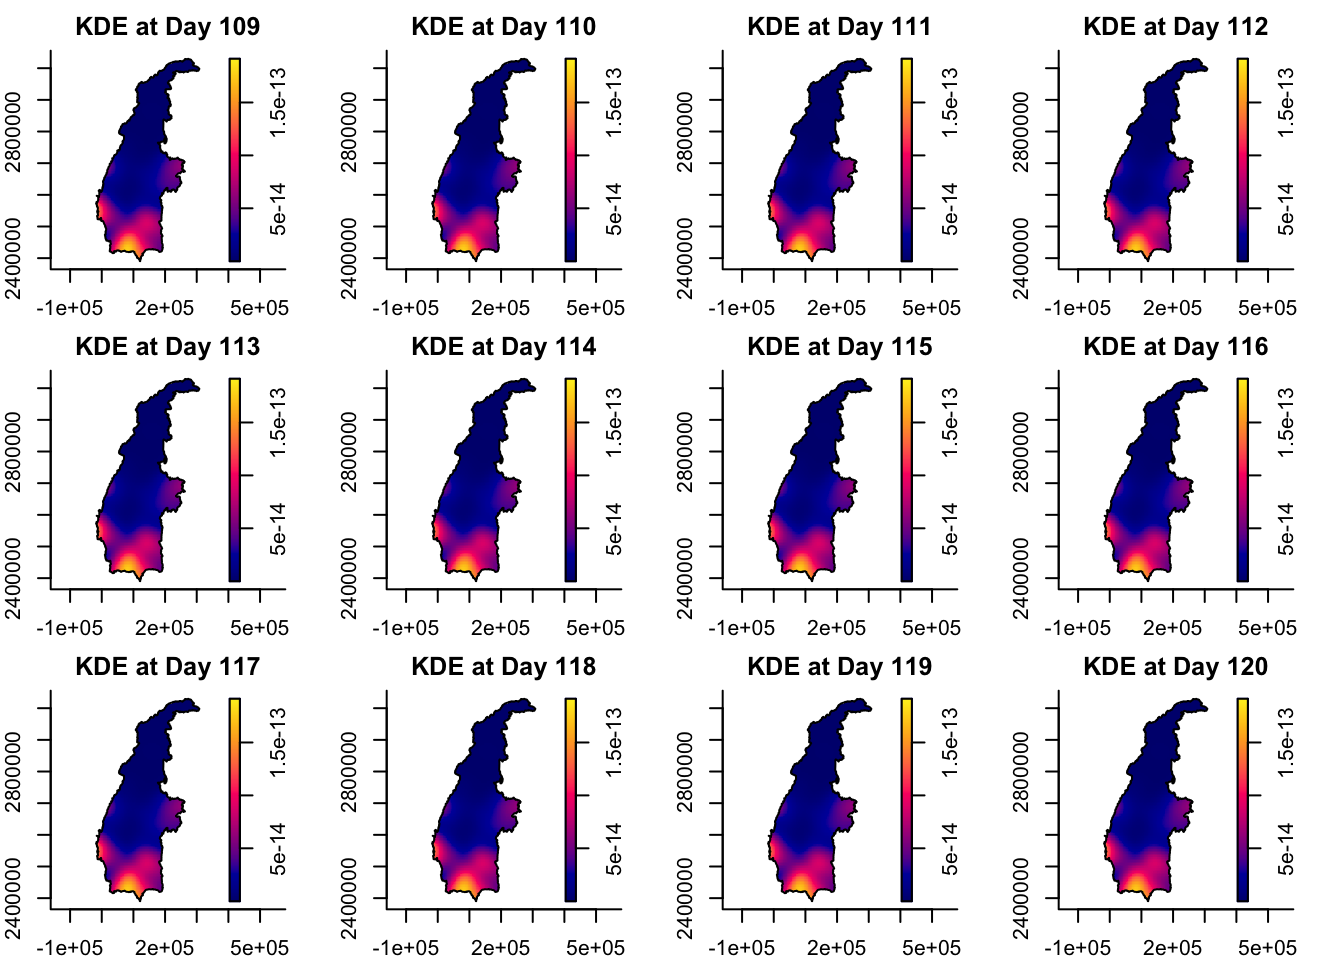 KDE at Day 109
2400000 2800000
5e-14 1.5e-13
-1e+05 2e+05 5e+05
KDE at Day 110
2400000 2800000
5e-14 1.5e-13
-1e+05 2e+05 5e+05
KDE at Day 111
2400000 2800000
5e-14 1.5e-13
-1e+05 2e+05 5e+05
KDE at Day 112
2400000 2800000
5e-14 1.5e-13
-1e+05 2e+05 5e+05
KDE at Day 113
2400000 2800000
5e-14 1.5e-13
-1e+05 2e+05 5e+05
KDE at Day 114
2400000 2800000
5e-14 1.5e-13
-1e+05 2e+05 5e+05
KDE at Day 115
2400000 2800000
5e-14 1.5e-13
-1e+05 2e+05 5e+05
KDE at Day 116
2400000 2800000
5e-14 1.5e-13
-1e+05 2e+05 5e+05
KDE at Day 117
2400000 2800000
5e-14 1.5e-13
-1e+05 2e+05 5e+05
KDE at Day 118
2400000 2800000
5e-14 1.5e-13
-1e+05 2e+05 5e+05
KDE at Day 119
2400000 2800000
5e-14 1.5e-13
-1e+05 2e+05 5e+05
KDE at Day 120
2400000 2800000
5e-14 1.5e-13
-1e+05 2e+05 5e+05